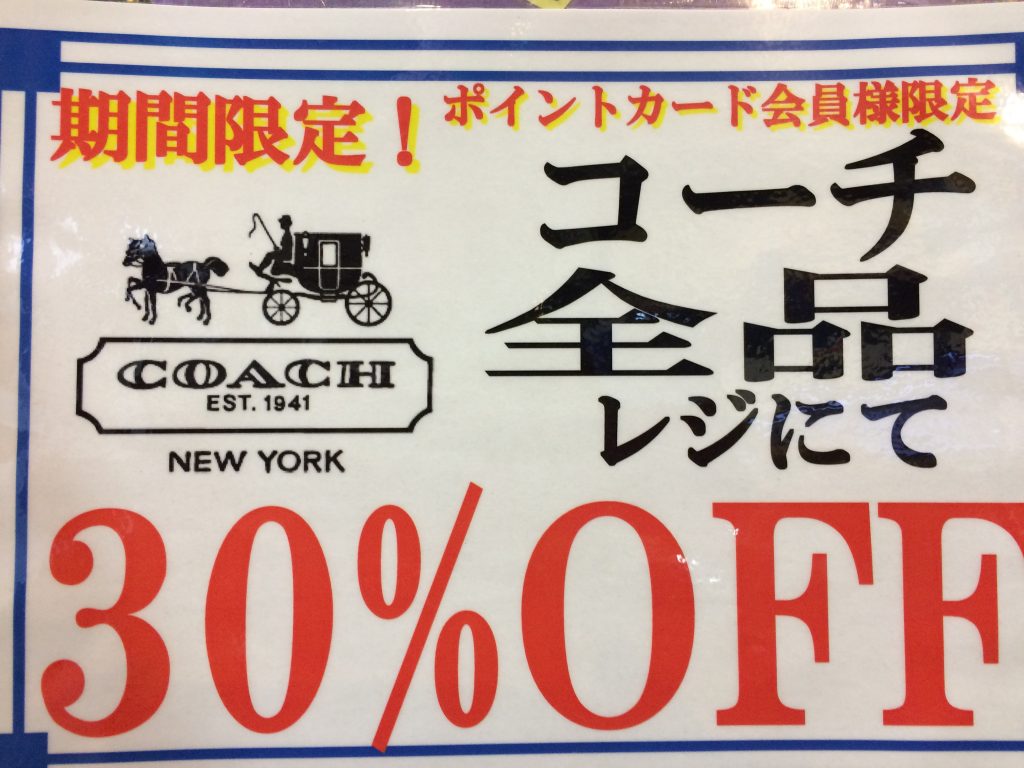 期間限定！
ポイントカード会員様限定
コーチ
全品
レジにて
COACH
EST. 1941
NEW YORK
30%OFF